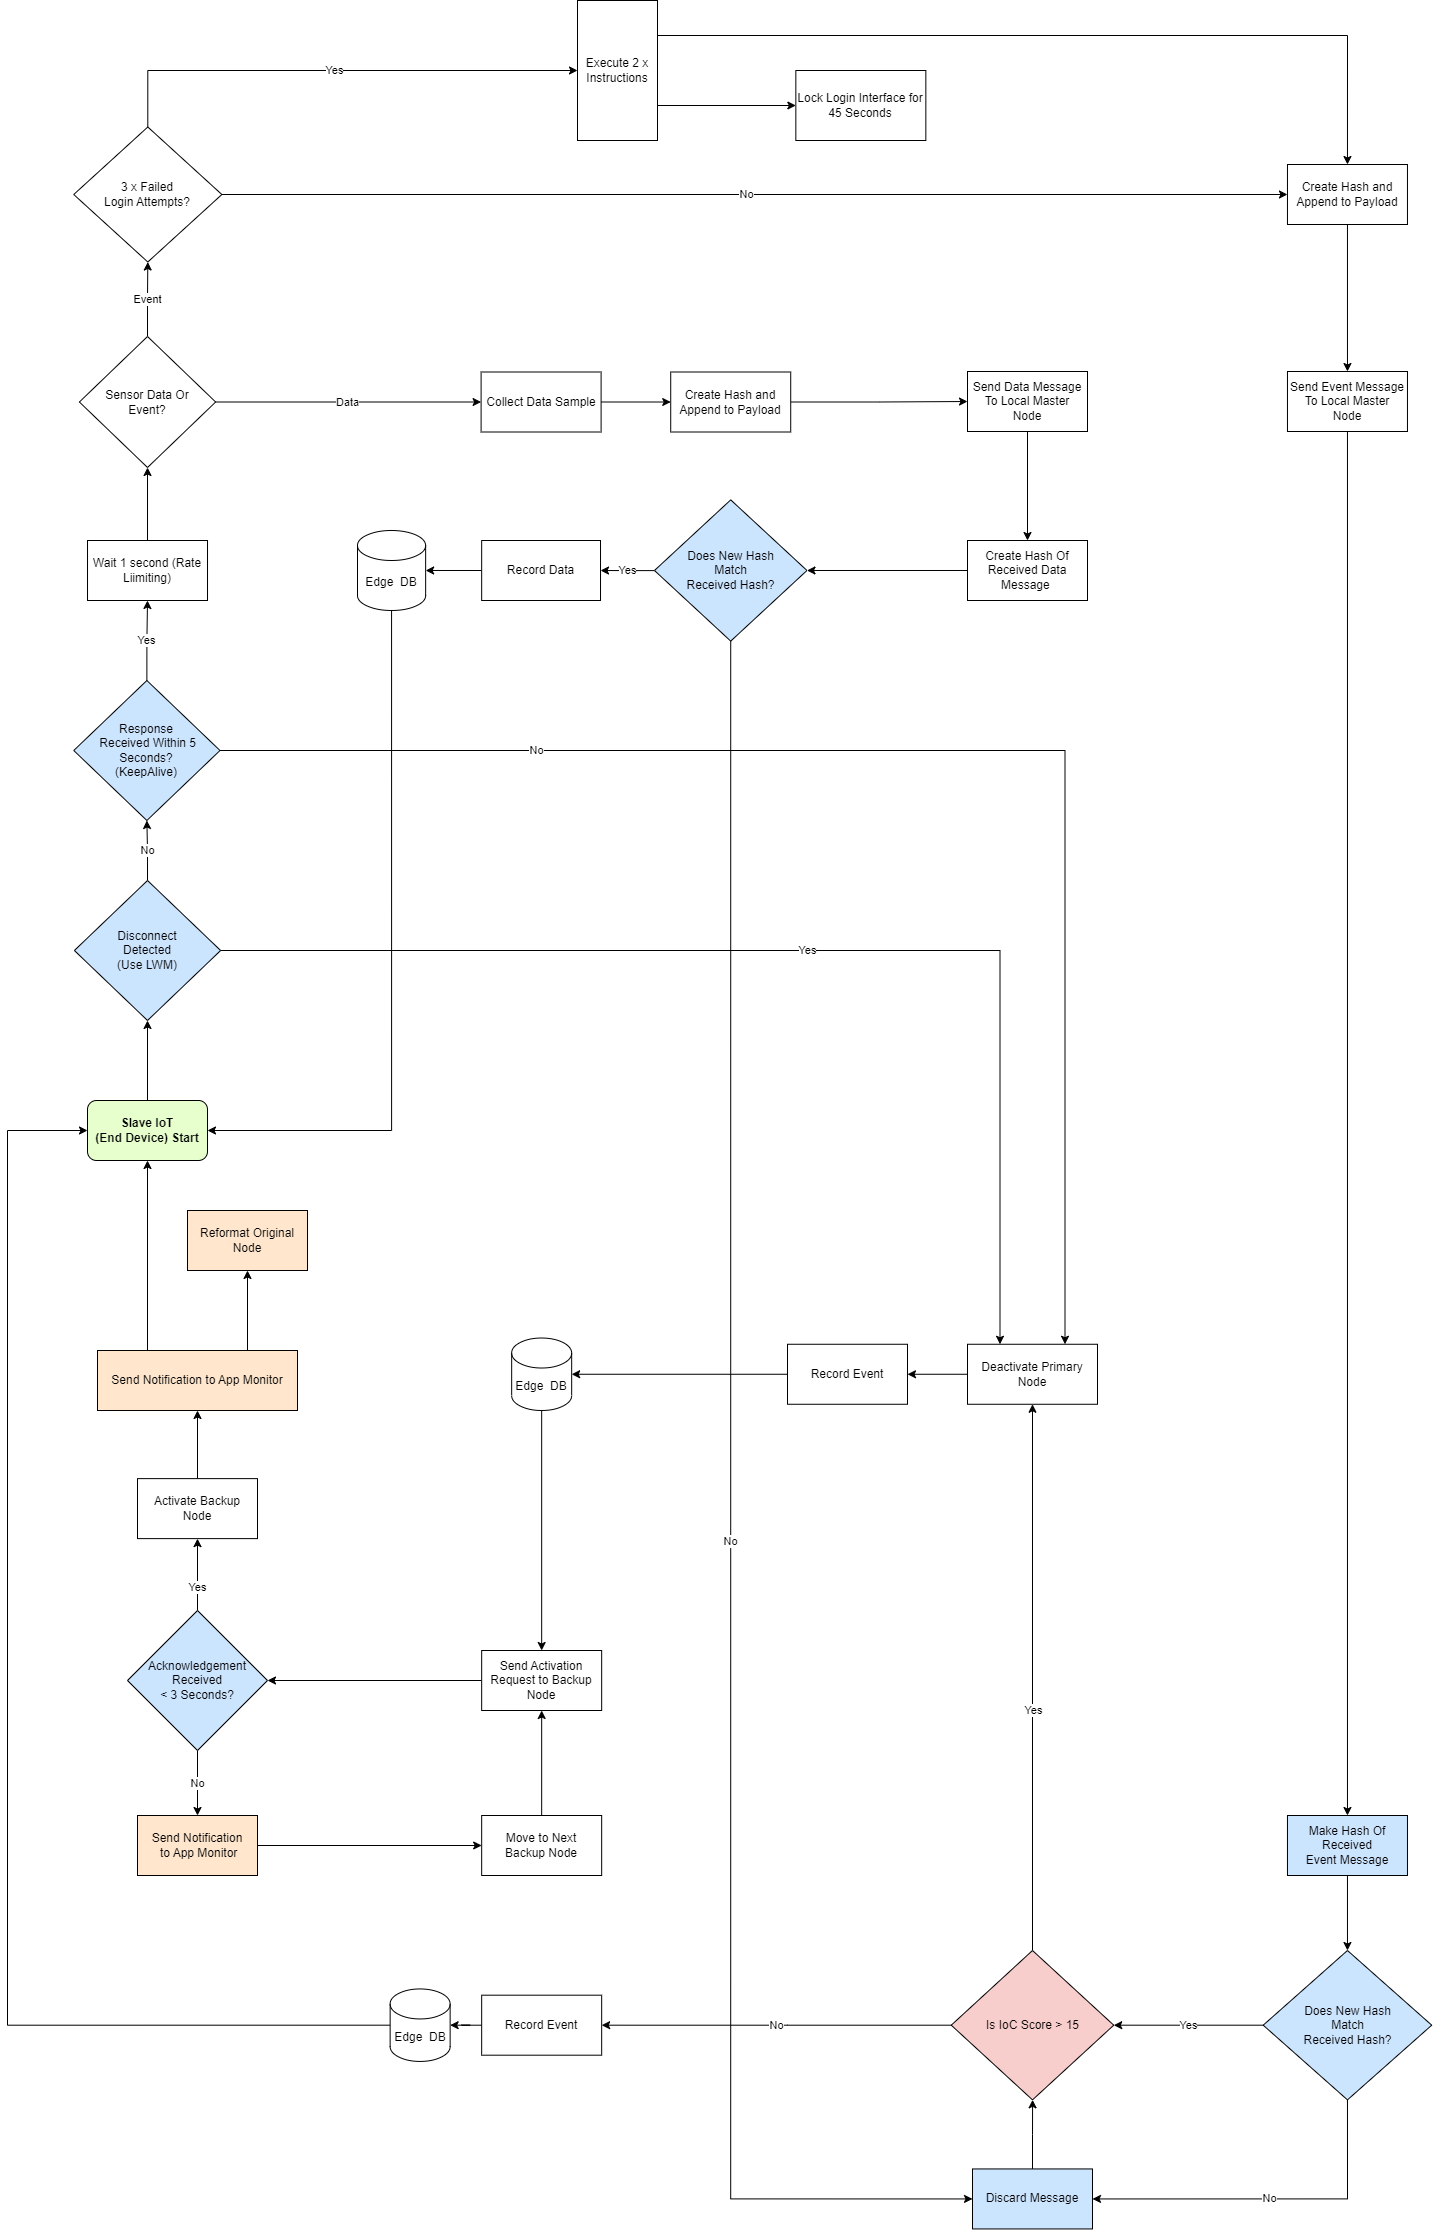 Execute 2 x
Instructions
Yes
Lock Login Interface for
45 Seconds
3 x Failed
Login Attempts?
No
Create Hash and
Append to Payload
Event
Sensor Data Or
Event?
Data
Collect Data Sample
Create Hash and
Append to Payload
Send Data Message
To Local Master
Node
Send Event Message
To Local Master
Node
Wait 1 second (Rate
Liimiting)
Edge DB
Record Data
Yes
Does New Hash
Match
Received Hash?
Create Hash Of
Received Data
Message
Yes
Response
Received Within 5
Seconds?
(KeepAlive)
No
No
Disconnect
Detected
(Use LWM)
Yes
Slave IoT
(End Device) Start
Reformat Original
Node
Send Notification to App Monitor
Edge DB
Record Event
Deactivate Primary
Node
Activate Backup
Node
No
Yes
Acknowledgement
Received
< 3 Seconds?
Send Activation
Request to Backup
Node
Yes
No
Send Notification
to App Monitor
Move to Next
Backup Node
Make Hash Of
Received
Event Message
Edge DB
Record Event
No
Is IoC Score > 15
Yes
Does New Hash
Match
Received Hash?
Discard Message
No